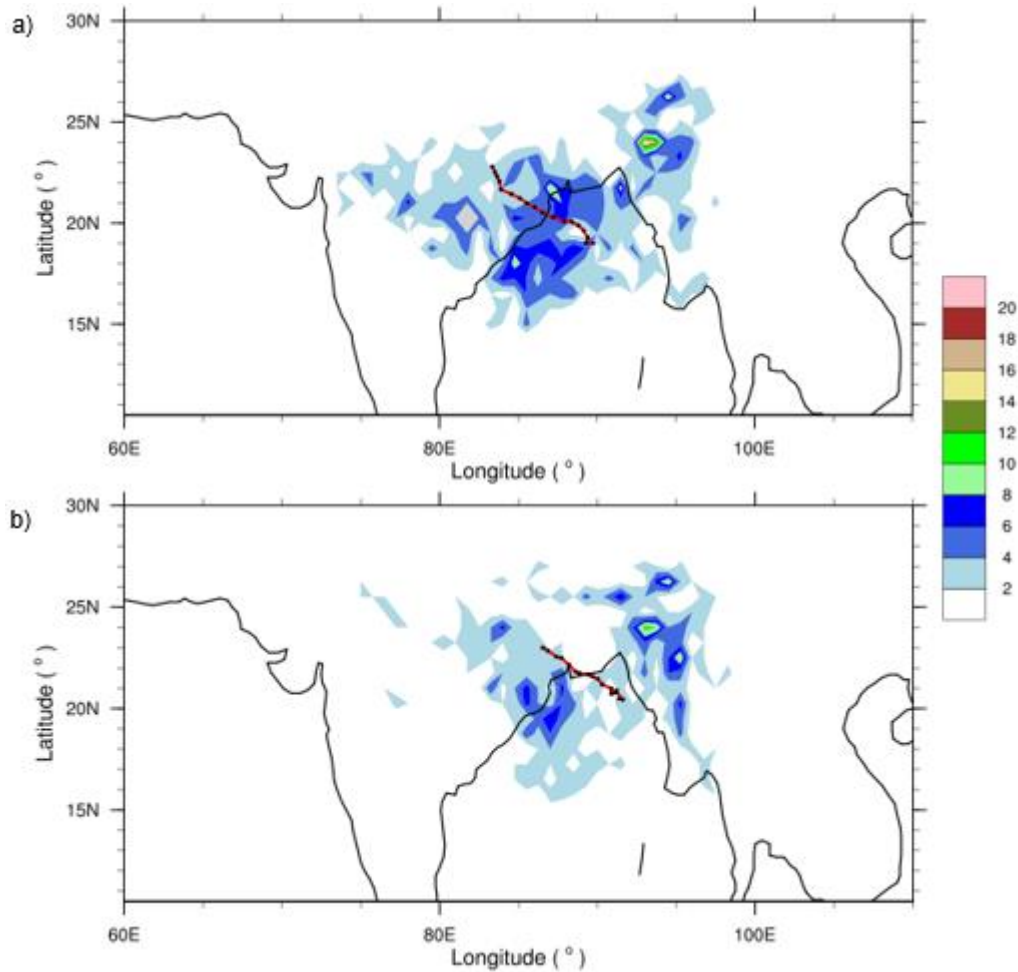 a)
30N
25N
20N
15N
Latitude ( ° )
60E
80E
100E
Longitude ( ° )
20
18
16
14
12
10
8
6
4
2
b)
30N
25N
20N
15N
Latitude ( ° )
60E
80E
100E
Longitude ( ° )